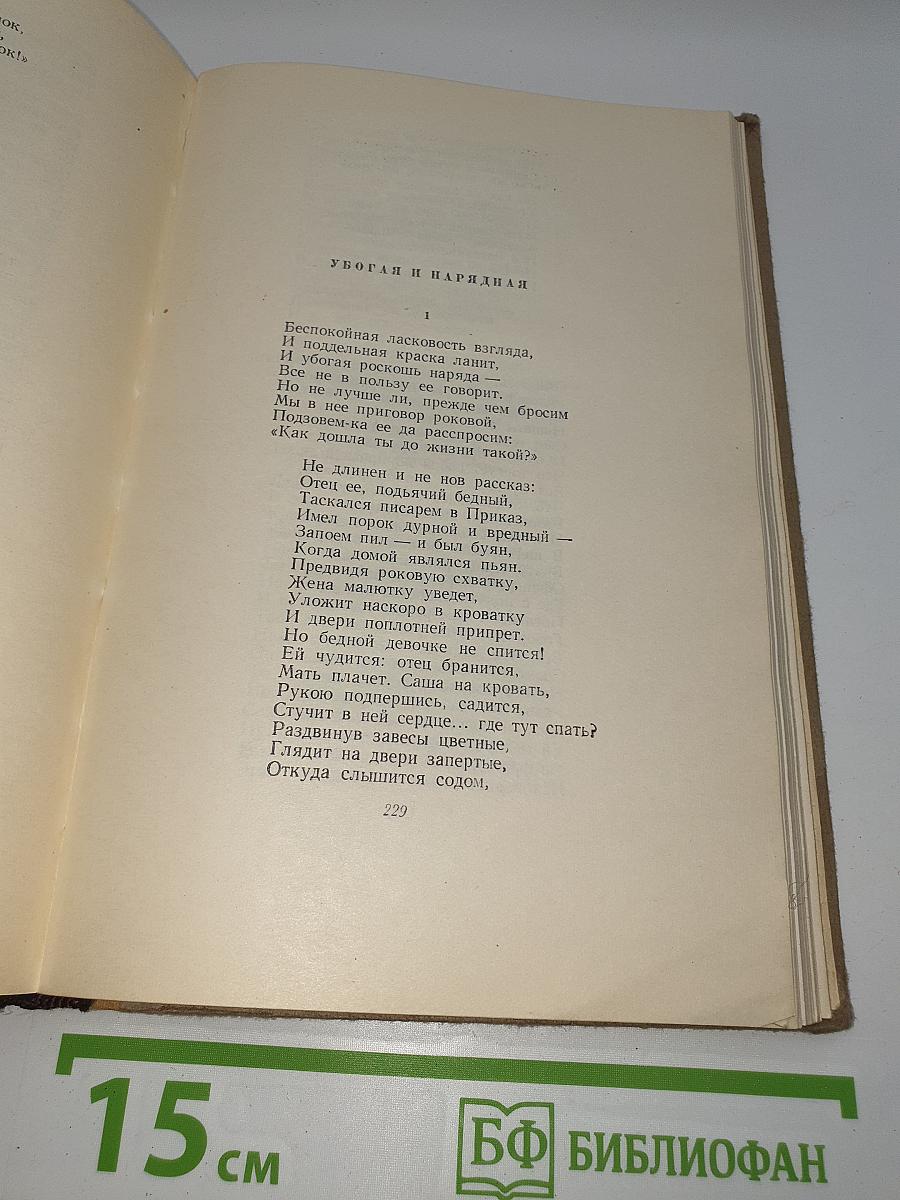 ок,
ок!»
УБОГАЯ И НАРЯДНАЯ
1
Беспокойная ласковость взгляда,
И поддельная краска ланит,
И убогая роскошь наряда —
Все не в пользу ее говорит.
Но не лучше ли, прежде чем бросим
Мы в нее приговор роковой,
Подзовем-ка ее да расспросим:
«Как дошла ты до жизни такой?»
Не длинен и не нов рассказ:
Отец ее, подьячий бедный,
Таскался писарем в Приказ,
Имел порок дурной и вредный —
Запоем пил — и был буян,
Когда домой являлся пьян.
Предвидя роковую схватку,
Жена малютку уведет,
Уложит наскоро в кроватку
И двери поплотней припрет.
Но бедной девочке не спится!
Ей чудится: отец бранится,
Мать плачет. Саша на кровать,
Рукою подпершись, садится,
Стучит в ней сердце... где тут спать?
Раздвинув завесы цветные,
Глядит на двери запертые,
Откуда слышится содом,
229
15 см
БФ БИБЛИОФАН